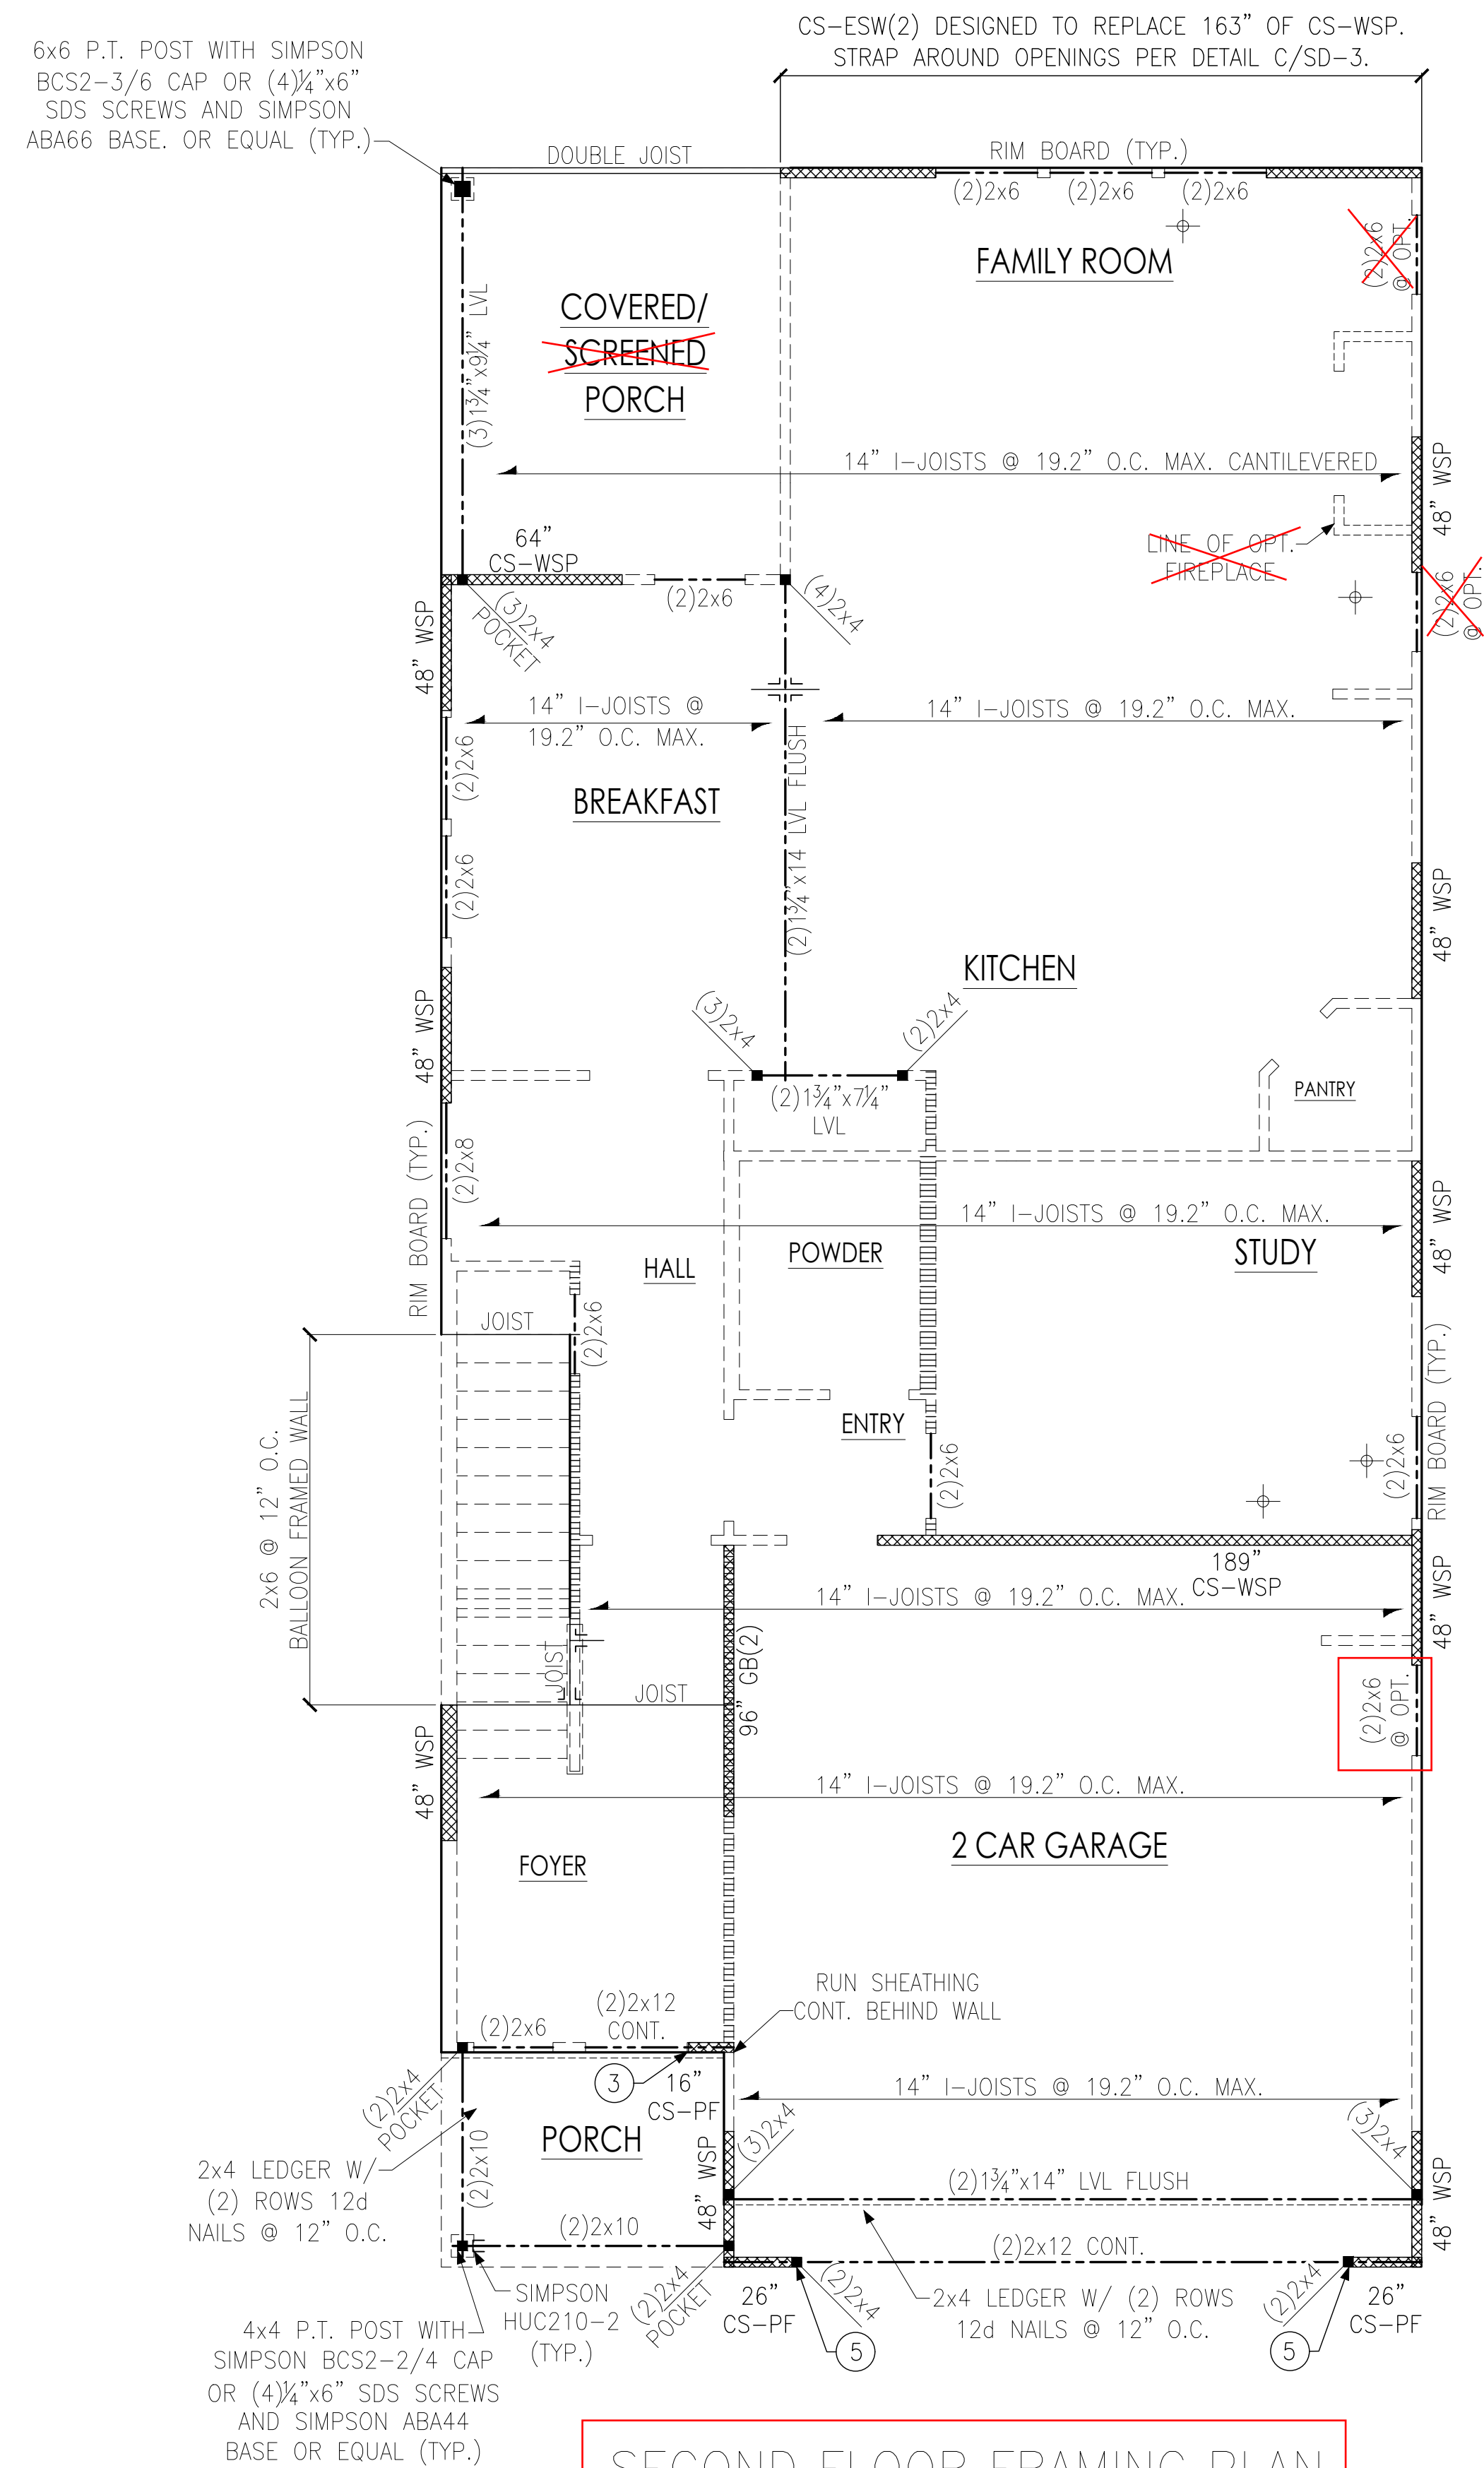 CS-ESW(2) DESIGNED TO REPLACE 163" OF CS-WSP.
STRAP AROUND OPENINGS PER DETAIL C/SD-3.
6x6 P.T. POST WITH SIMPSON
BCS2-3/6 CAP OR (4)¼"x6"
SDS SCREWS AND SIMPSON
ABA66 BASE. OR EQUAL (TYP.)
DOUBLE JOIST
RIM BOARD (TYP.)
(2)2x6
(2)2x6
(2)2x6
(2)2x6
@ OPT.
FAMILY ROOM
COVERED/
SCREENED
PORCH
(3)1¾"x9¼" LVL
14" I-JOISTS @ 19.2" O.C. MAX. CANTILEVERED
48" WSP
LINE OF OPT.
FIREPLACE
64"
CS-WSP
(2)2x6
(3)2x4
POCKET
(4)2x4
(2)2x6
@ OPT.
48" WSP
14" I-JOISTS @
19.2" O.C. MAX.
14" I-JOISTS @ 19.2" O.C. MAX.
(2)2x6
(2)1¾"x14 LVL FLUSH
BREAKFAST
(2)2x6
48" WSP
KITCHEN
48" WSP
(3)2x4
(2)2x4
(2)1¾"x7¼"
LVL
PANTRY
RIM BOARD (TYP.)
(2)2x8
14" I-JOISTS @ 19.2" O.C. MAX.
48" WSP
HALL
POWDER
STUDY
JOIST
(2)2x6
2x6 @ 12" O.C.
BALLOON FRAMED WALL
ENTRY
(2)2x6
(2)2x6
RIM BOARD (TYP.)
189"
CS-WSP
14" I-JOISTS @ 19.2" O.C. MAX.
48" WSP
96" GB(2)
JOIST
JOIST
(2)2x6
@ OPT.
48" WSP
14" I-JOISTS @ 19.2" O.C. MAX.
2 CAR GARAGE
FOYER
RUN SHEATHING
CONT. BEHIND WALL
(2)2x6
(2)2x12
CONT.
3
16"
CS-PF
14" I-JOISTS @ 19.2" O.C. MAX.
(2)2x4
POCKET
PORCH
(3)2x4
(3)2x4
2x4 LEDGER W/
(2) ROWS 12d
NAILS @ 12" O.C.
(2)2x10
48" WSP
(2)1¾"x14" LVL FLUSH
48" WSP
(2)2x10
(2)2x12 CONT.
SIMPSON
HUC210-2
(TYP.)
(2)2x4
POCKET
26"
CS-PF
(2)2x4
5
2x4 LEDGER W/ (2) ROWS
12d NAILS @ 12" O.C.
(2)2x4
5
26"
CS-PF
4x4 P.T. POST WITH
SIMPSON BCS2-2/4 CAP
OR (4)¼"x6" SDS SCREWS
AND SIMPSON ABA44
BASE OR EQUAL (TYP.)
SECOND FLOOR FRAMING PLAN